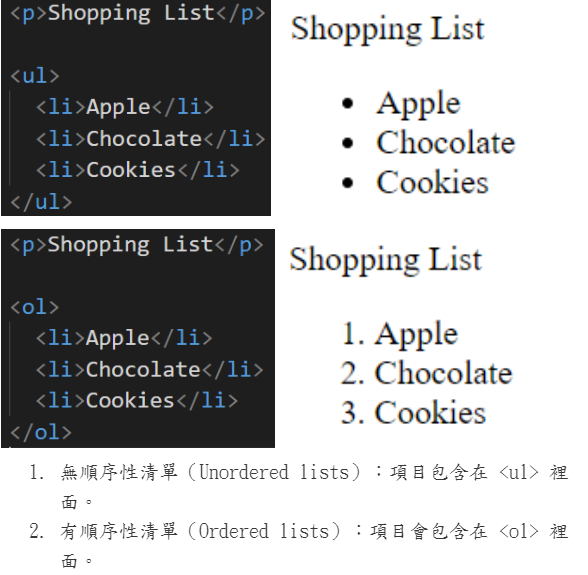 <p>Shopping List</p>
<ul>
<li>Apple</li>
<li>Chocolate</li>
<li>Cookies</li>
</ul>
Shopping List
• Apple
• Chocolate
• Cookies
<p>Shopping List</p>
<ol>
<li>Apple</li>
<li>Chocolate</li>
<li>Cookies</li>
</ol>
Shopping List
1. Apple
2. Chocolate
3. Cookies
1. 無順序性清單（Unordered lists）：項目包含在 <ul> 裡
面。
2. 有順序性清單（Ordered lists）：項目會包含在 <ol> 裡
面。